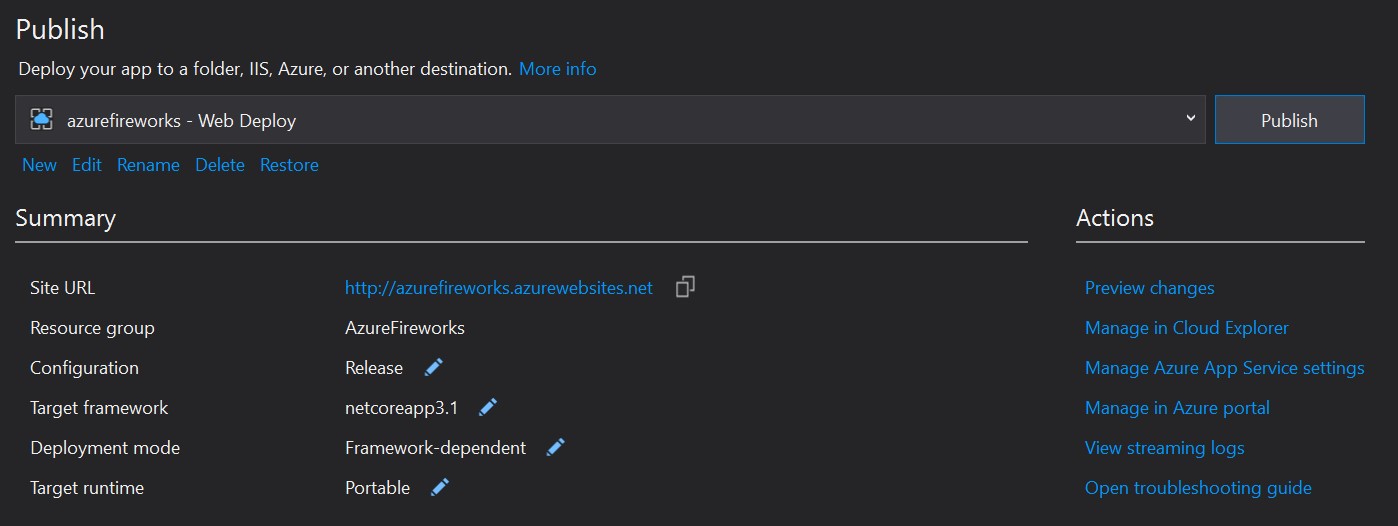 Publish
Deploy your app to a folder, IIS, Azure, or another destination. More info
azurefireworks - Web Deploy
Publish
New Edit Rename Delete Restore
Summary
Site URL http://azurefireworks.azurewebsites.net
Resource group AzureFireworks
Configuration Release
Target framework netcoreapp3.1
Deployment mode Framework-dependent
Target runtime Portable
Actions
Preview changes
Manage in Cloud Explorer
Manage Azure App Service settings
Manage in Azure portal
View streaming logs
Open troubleshooting guide